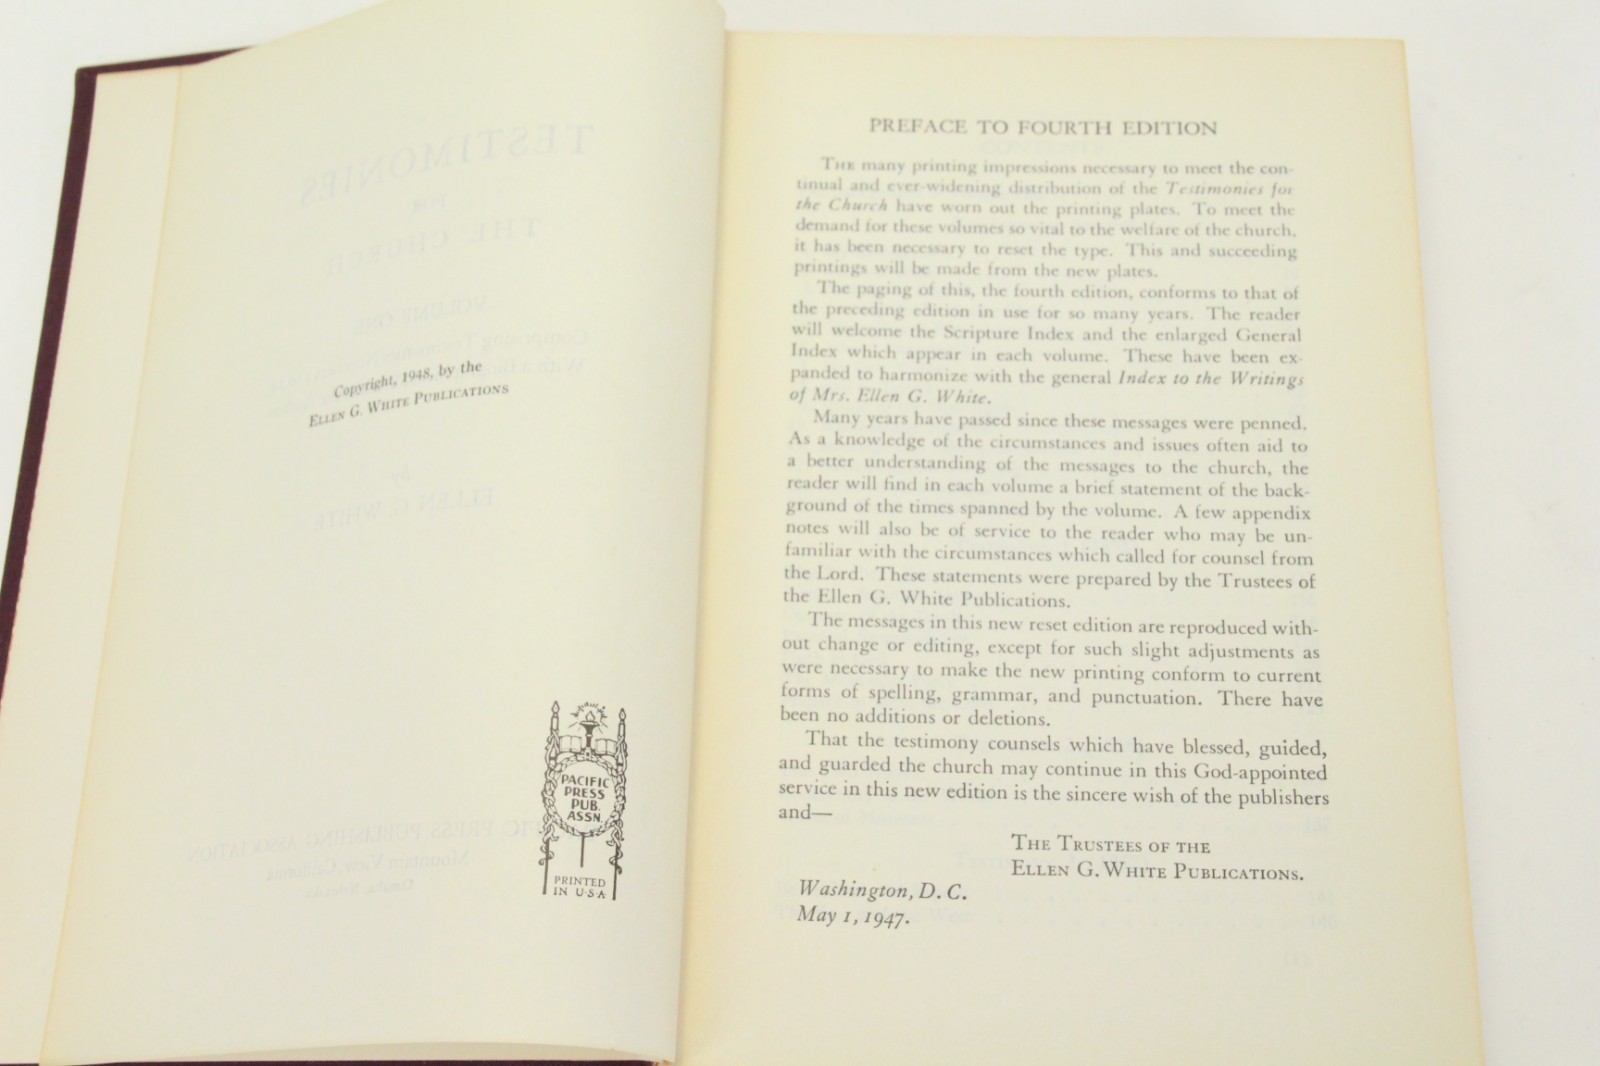 Copyright, 1948, by the
ELLEN G. WHITE PUBLICATIONS
PACIFIC
PRESS
PUB.
ASSN.
PRINTED
IN U·S·A·
PREFACE TO FOURTH EDITION
THE many printing impressions necessary to meet the con-
tinual and ever-widening distribution of the Testimonies for
the Church have worn out the printing plates. To meet the
demand for these volumes so vital to the welfare of the church,
it has been necessary to reset the type. This and succeeding
printings will be made from the new plates.
The paging of this, the fourth edition, conforms to that of
the preceding edition in use for so many years. The reader
will welcome the Scripture Index and the enlarged General
Index which appear in each volume. These have been ex-
panded to harmonize with the general Index to the Writings
of Mrs. Ellen G. White.
Many years have passed since these messages were penned.
As a knowledge of the circumstances and issues often aid to
a better understanding of the messages to the church, the
reader will find in each volume a brief statement of the back-
ground of the times spanned by the volume. A few appendix
notes will also be of service to the reader who may be un-
familiar with the circumstances which called for counsel from
the Lord. These statements were prepared by the Trustees of
the Ellen G. White Publications.
The messages in this new reset edition are reproduced with-
out change or editing, except for such slight adjustments as
were necessary to make the new printing conform to current
forms of spelling, grammar, and punctuation. There have
been no additions or deletions.
That the testimony counsels which have blessed, guided,
and guarded the church may continue in this God-appointed
service in this new edition is the sincere wish of the publishers
and—
THE TRUSTEES OF THE
ELLEN G. WHITE PUBLICATIONS.
Washington, D. C.
May 1, 1947.